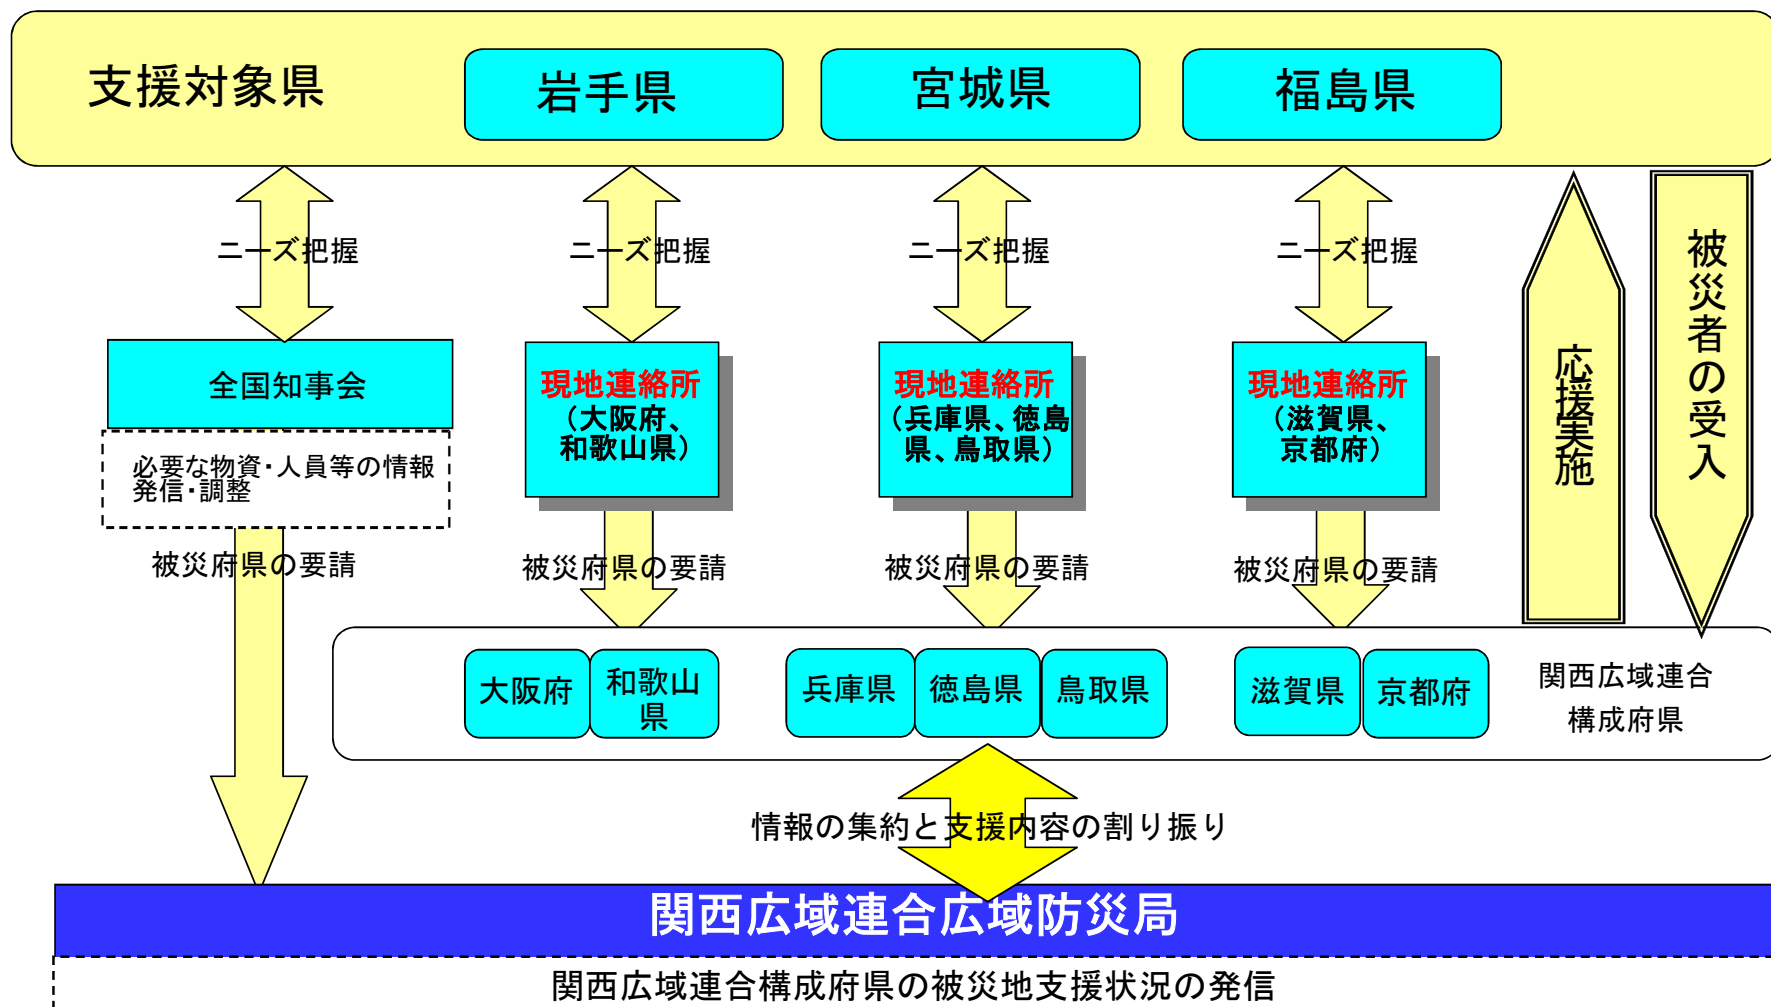 支援対象県
岩手県
宮城県
福島県
ニーズ把握
ニーズ把握
ニーズ把握
ニーズ把握
応援実施
被災者の受入
全国知事会
必要な物資・人員等の情報
発信・調整
現地連絡所
（大阪府、
和歌山県）
現地連絡所
（兵庫県、徳島
県、鳥取県）
現地連絡所
（滋賀県、
京都府）
被災府県の要請
被災府県の要請
被災府県の要請
被災府県の要請
大阪府
和歌山
県
兵庫県
徳島県
鳥取県
滋賀県
京都府
関西広域連合
構成府県
情報の集約と支援内容の割り振り
関西広域連合広域防災局
関西広域連合構成府県の被災地支援状況の発信